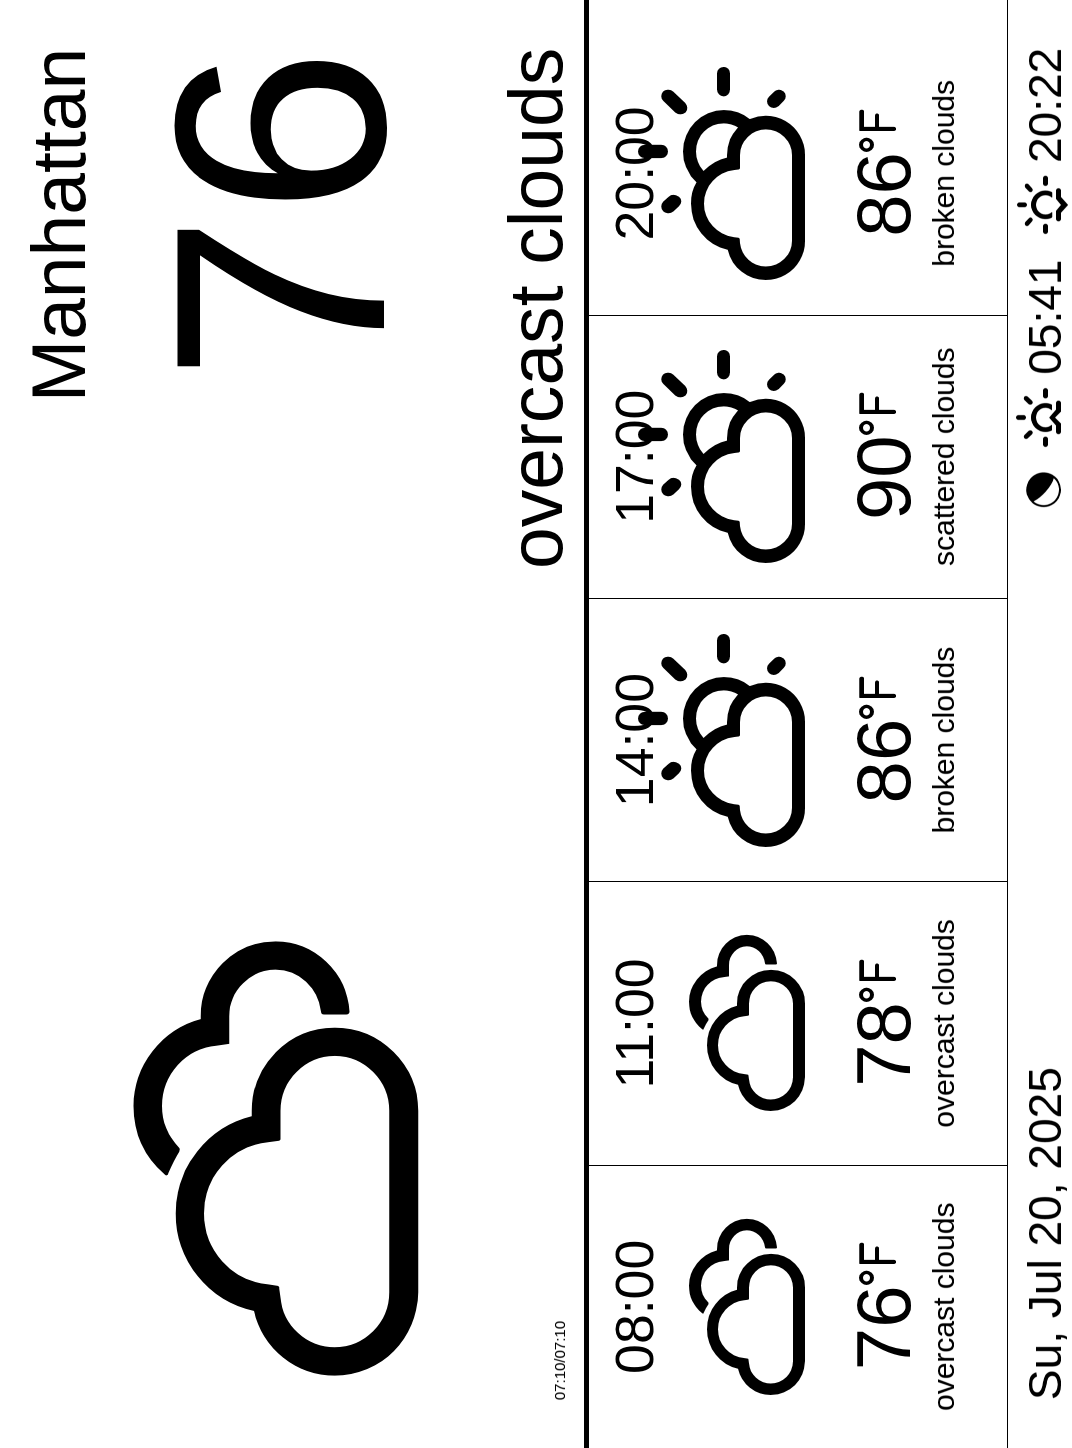 Manhattan
76
overcast clouds
07:10/07:10
08:00
76°F
overcast clouds
11:00
78°F
overcast clouds
14:00
86°F
broken clouds
17:00
90°F
scattered clouds
20:00
86°F
broken clouds
Su, Jul 20, 2025
05:41
20:22